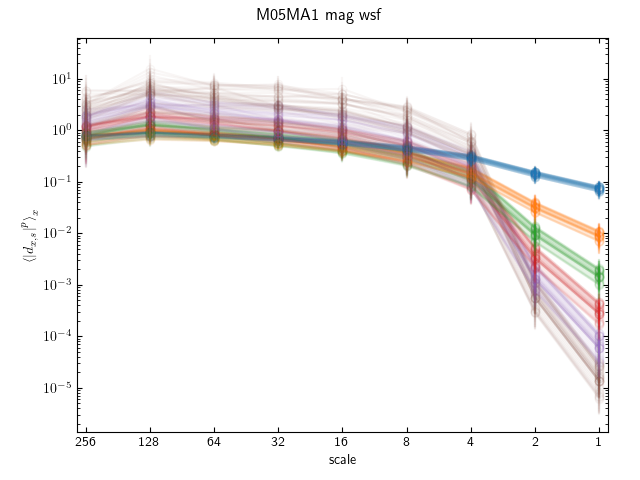 M05MA1 mag wsf
⟨|d_{x,s}|^p⟩_x
10^1
10^0
10^{-1}
10^{-2}
10^{-3}
10^{-4}
10^{-5}
256 128 64 32 16 8 4 2 1
scale